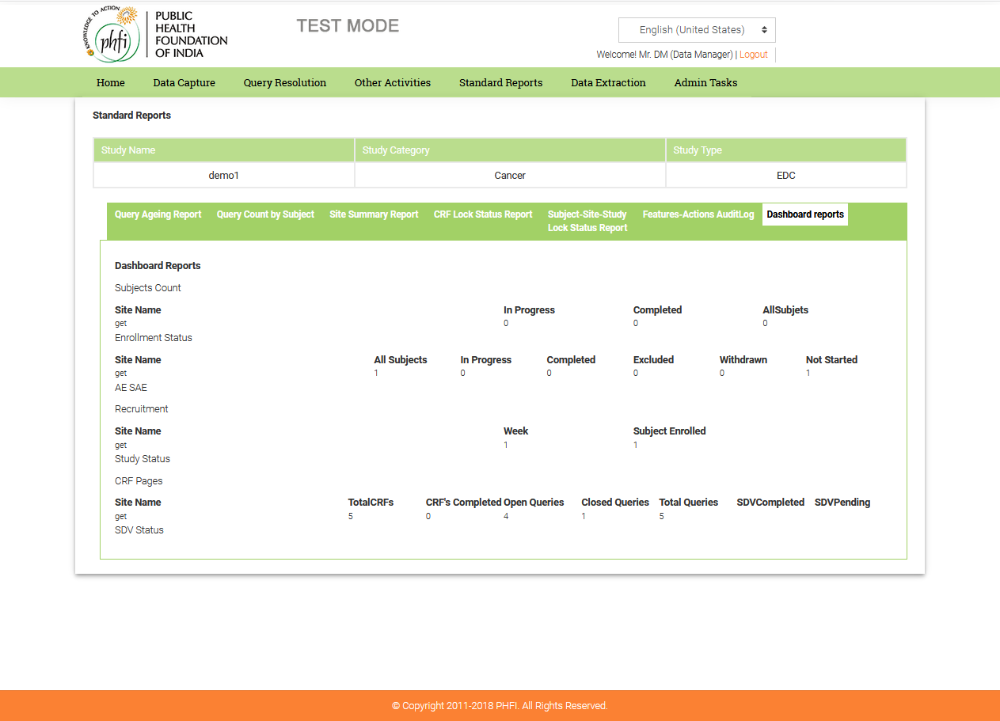 KNOWLEDGE TO ACTION
phfi
PUBLIC
HEALTH
FOUNDATION
OF INDIA
TEST MODE
English (United States)
Welcome! Mr. DM (Data Manager) | Logout
Home Data Capture Query Resolution Other Activities Standard Reports Data Extraction Admin Tasks
Standard Reports
Study Name Study Category Study Type
demo1 Cancer EDC
Query Ageing Report Query Count by Subject Site Summary Report CRF Lock Status Report Subject-Site-Study Features-Actions AuditLog Dashboard reports
Lock Status Report
Dashboard Reports
Subjects Count
Site Name In Progress Completed AllSubjets
get 0 0 0
Enrollment Status
Site Name All Subjects In Progress Completed Excluded Withdrawn Not Started
get 1 0 0 0 0 1
AE SAE
Recruitment
Site Name Week Subject Enrolled
get 1 1
Study Status
CRF Pages
Site Name TotalCRFs CRF's Completed Open Queries Closed Queries Total Queries SDVCompleted SDVPending
get 5 0 4 1 5
SDV Status
© Copyright 2011-2018 PHFI. All Rights Reserved.